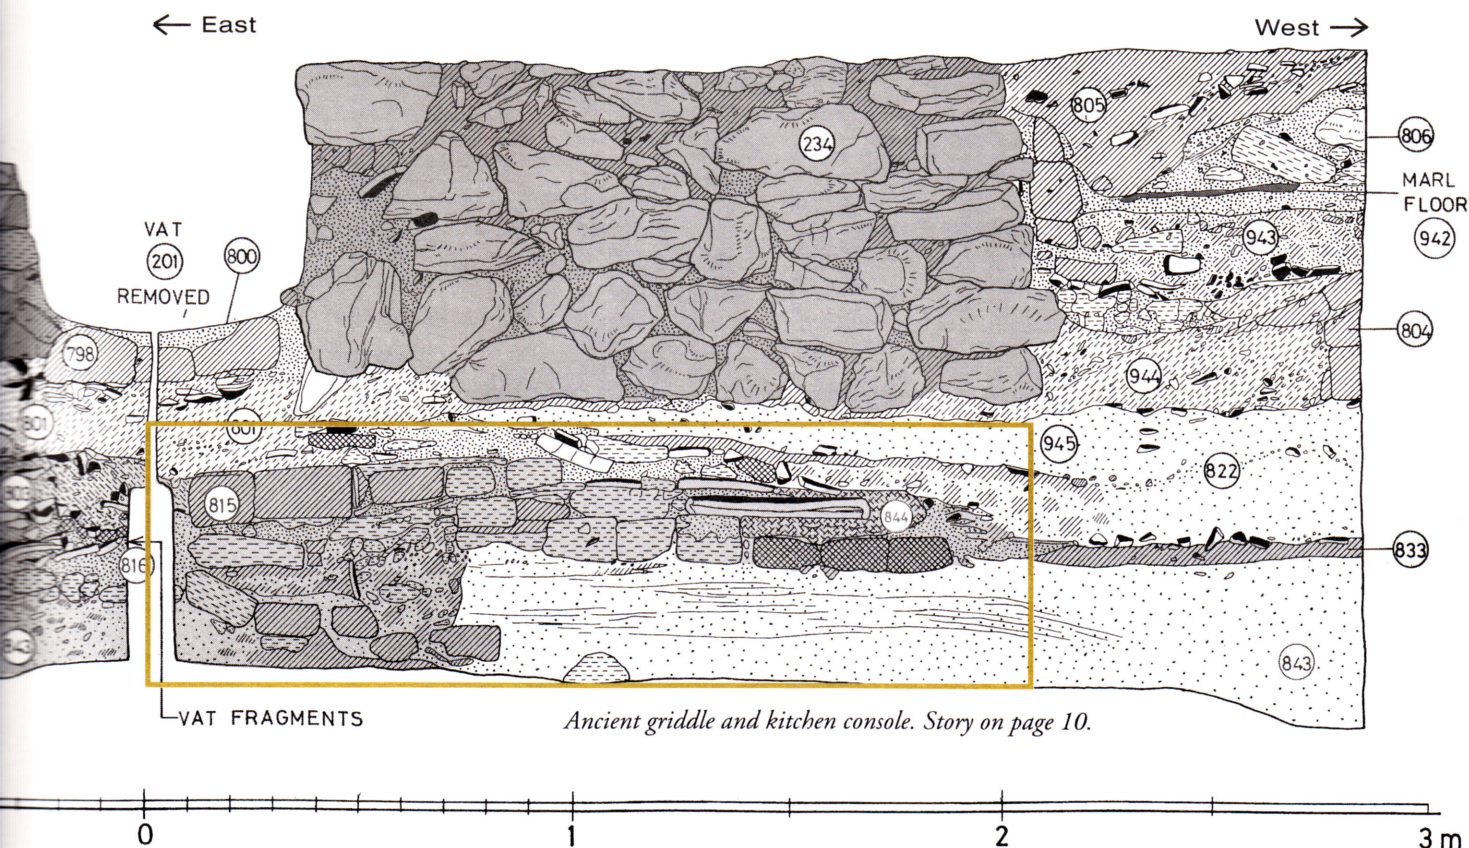 ← East
West →
805
806
234
MARL
FLOOR
942
943
VAT
201
REMOVED
800
804
798
944
801
801
945
822
815
844
833
816
843
843
VAT FRAGMENTS
Ancient griddle and kitchen console. Story on page 10.
0
1
2
3 m